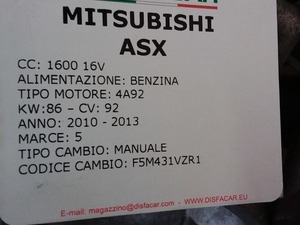 MITSUBISHI
ASX
CC: 1600 16V
ALIMENTAZIONE: BENZINA
TIPO MOTORE: 4A92
KW:86 – CV: 92
ANNO: 2010 - 2013
MARCE: 5
TIPO CAMBIO: MANUALE
CODICE CAMBIO: F5M431VZR1
E-mail: magazzino@disfacar.com - WWW.DISFACAR.EU